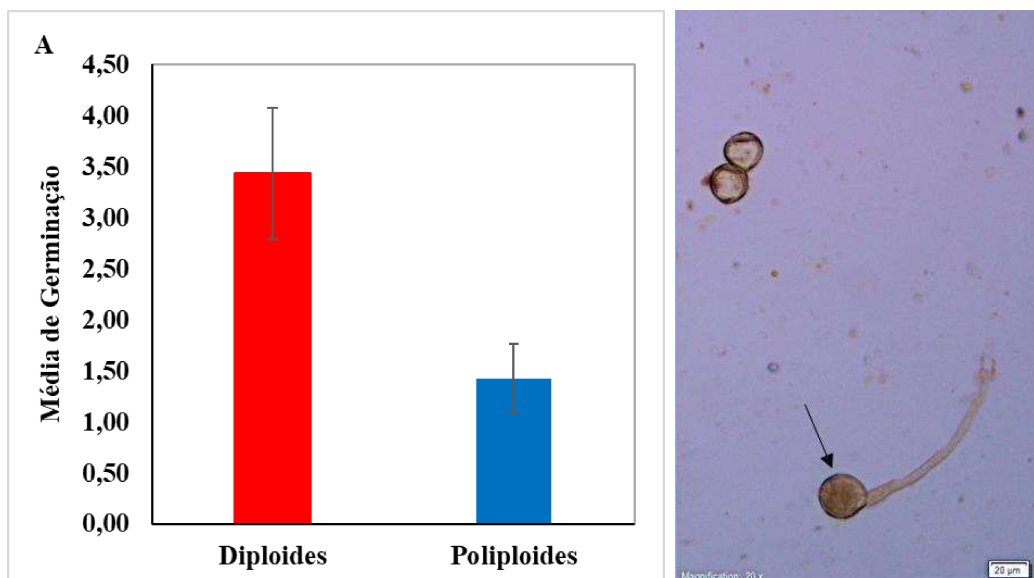 A
4,50
4,00
3,50
3,00
2,50
2,00
1,50
1,00
0,50
0,00
Média de Germinação
Diploides
Poliploides
Magnification: 20 x
20 µm